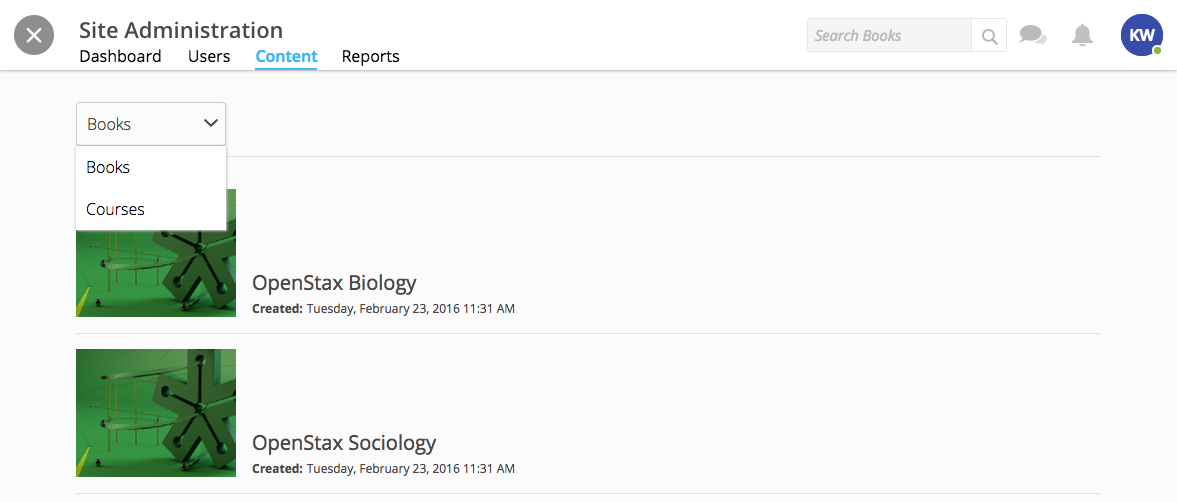 Site Administration
Dashboard Users Content Reports
Search Books
KW
Books
Books
Courses
OpenStax Biology
Created: Tuesday, February 23, 2016 11:31 AM
OpenStax Sociology
Created: Tuesday, February 23, 2016 11:31 AM